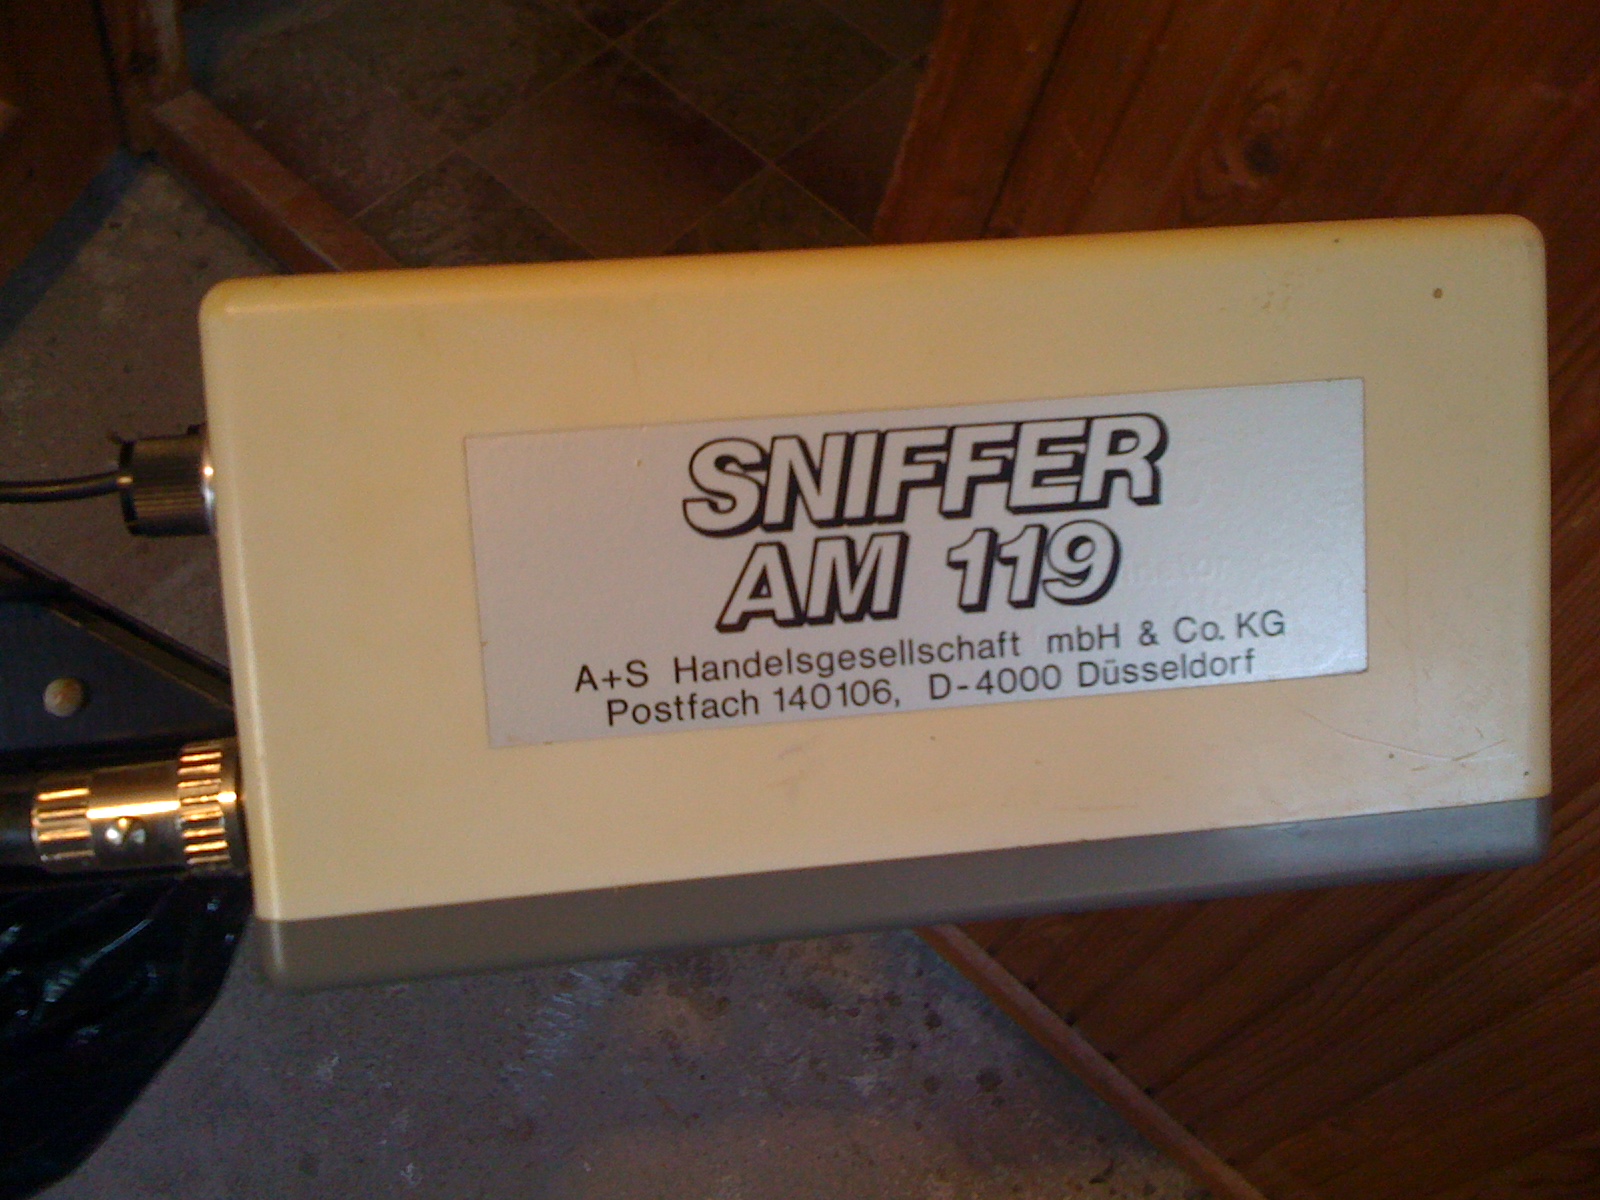 SNIFFER
AM 119
A+S Handelsgesellschaft mbH & Co. KG
Postfach 140106, D-4000 Düsseldorf